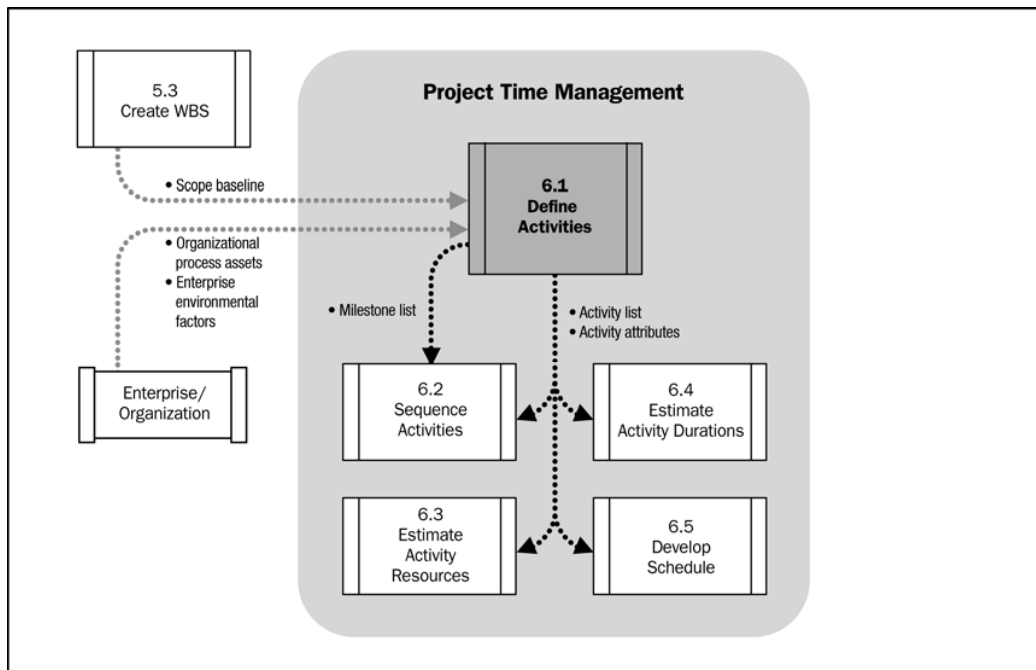 5.3
Create WBS
Project Time Management
• Scope baseline
6.1
Define
Activities
• Organizational
process assets
• Enterprise
environmental
factors
• Milestone list
• Activity list
• Activity attributes
Enterprise/
Organization
6.2
Sequence
Activities
6.4
Estimate
Activity Durations
6.3
Estimate
Activity
Resources
6.5
Develop
Schedule